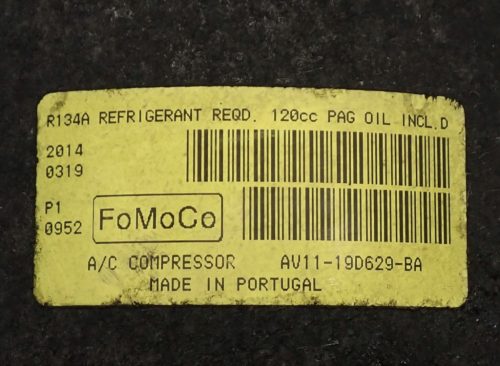 R134A REFRIGERANT REQD. 120cc PAG OIL INCL.D
2014
0319
P1
0952
FoMoCo
A/C COMPRESSOR AV11-19D629-BA
MADE IN PORTUGAL